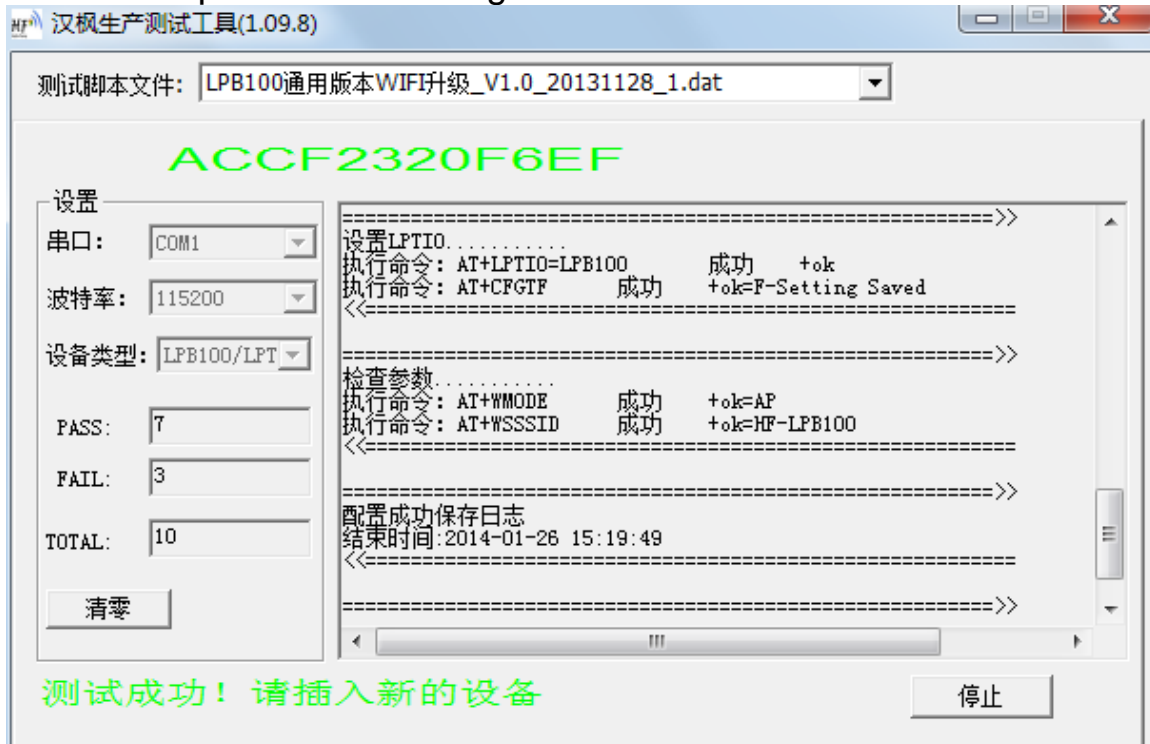 汉枫生产测试工具(1.09.8)
测试脚本文件: LPB100通用版本WIFI升级_V1.0_20131128_1.dat
ACCF2320F6EF
设置
串口: COM1
波特率: 115200
设备类型: LPB100/LPT
PASS: 7
FAIL: 3
TOTAL: 10
清零
=========================================================>>
设置LPTIO...........
执行命令: AT+LPTIO=LPB100 成功 +ok
执行命令: AT+CFGTF 成功 +ok=F-Setting Saved
<<=========================================================
=========================================================>>
检查参数...........
执行命令: AT+WMODE 成功 +ok=AP
执行命令: AT+WSSSID 成功 +ok=HF-LPB100
<<=========================================================
=========================================================>>
配置成功保存日志
结束时间:2014-01-26 15:19:49
<<=========================================================
=========================================================>>
测试成功! 请插入新的设备
停止